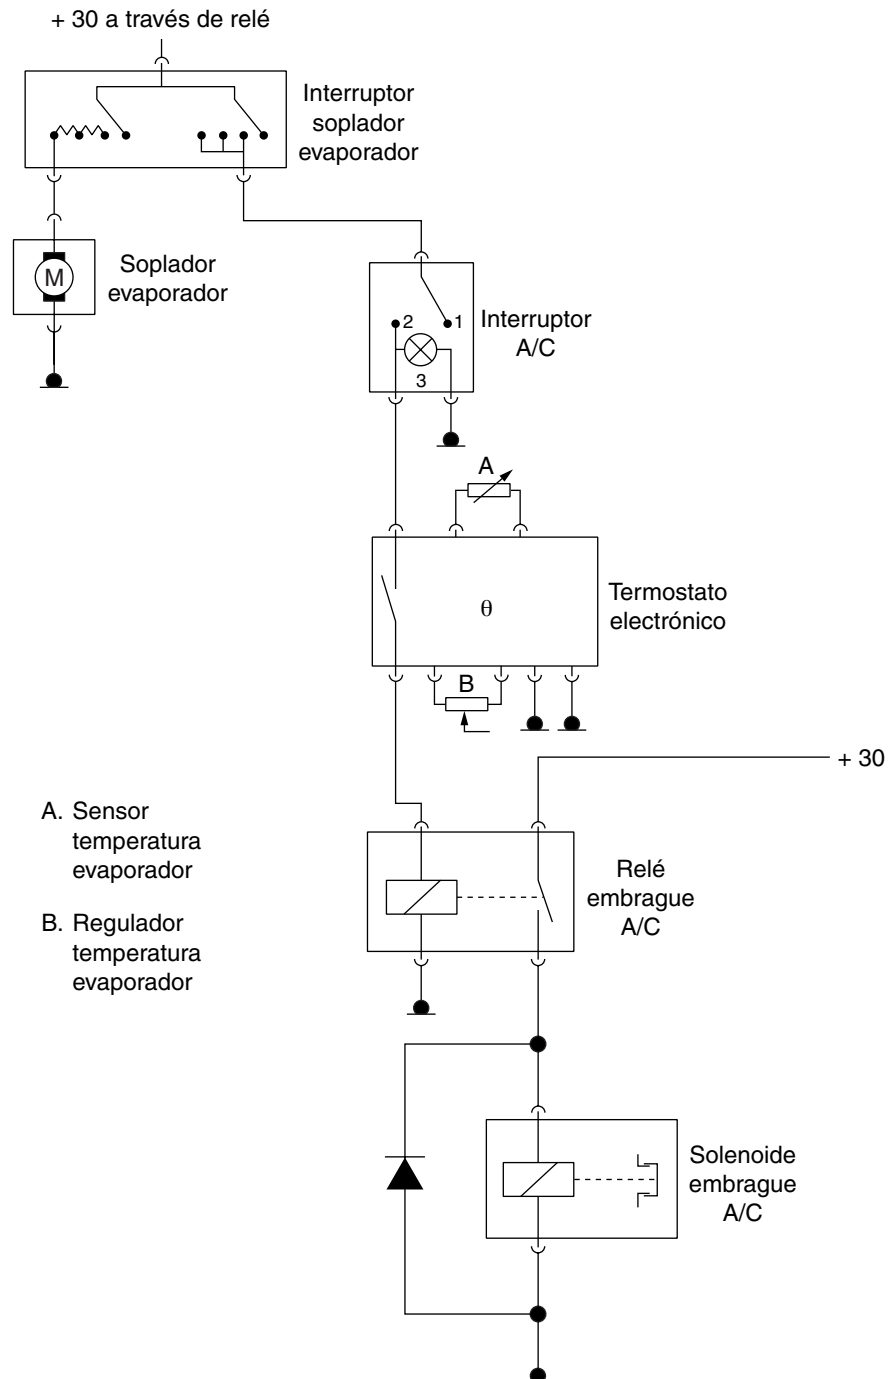 + 30 a través de relé
Interruptor
soplador
evaporador
M
Soplador
evaporador
2
1
3
Interruptor
A/C
A
θ
Termostato
electrónico
B
+ 30
A. Sensor
temperatura
evaporador
B. Regulador
temperatura
evaporador
Relé
embrague
A/C
Solenoide
embrague
A/C